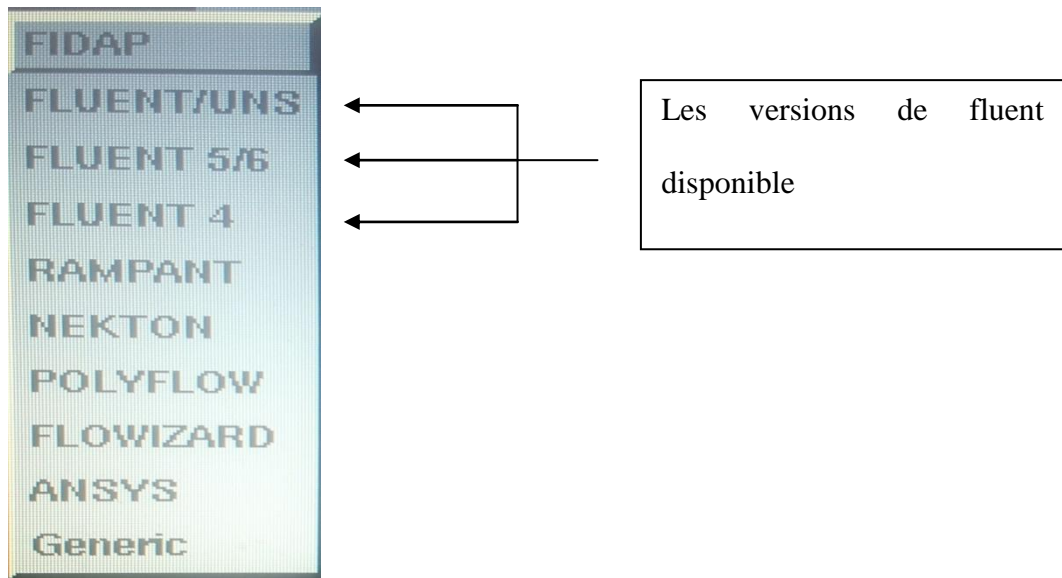 FIDAP
FLUENT/UNS
FLUENT 5/6
FLUENT 4
RAMPANT
NEKTON
POLYFLOW
FLOWIZARD
ANSYS
Generic
Les versions de fluent
disponible